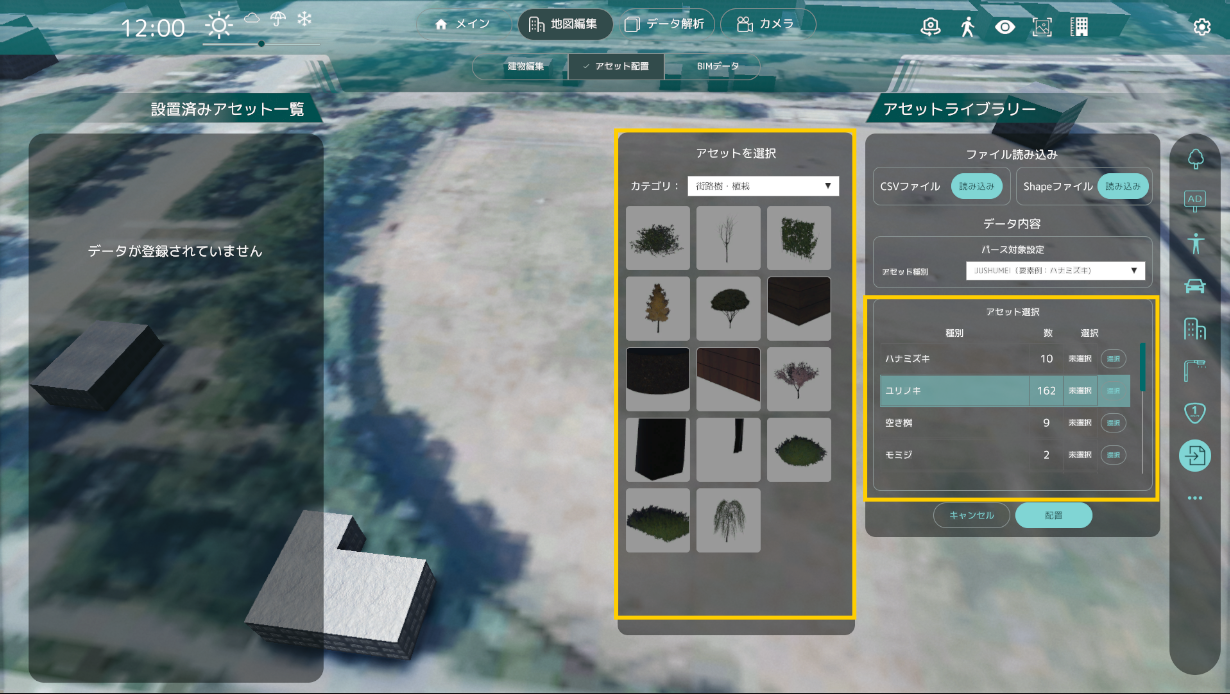 12:00
メイン
地図編集
データ解析
カメラ
建物編集
✓ アセット配置
BIMデータ
設置済みアセット一覧
データが登録されていません
アセットを選択
カテゴリ：
街路樹・植栽
アセットライブラリー
ファイル読み込み
CSVファイル
読み込み
Shapeファイル
読み込み
データ内容
パース対象設定
アセット種別
JUSHUMEI（要素例：ハナミズキ）
アセット選択
種別 数 選択
ハナミズキ 10 未選択 選択
ユリノキ 162 未選択 選択
空き桝 9 未選択 選択
モミジ 2 未選択 選択
キャンセル
配置
AD
1